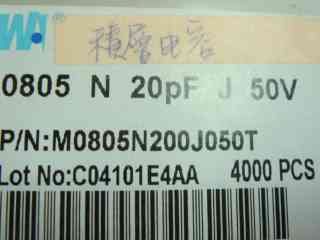 積層电容
0805 N 20pF J 50V
P/N:M0805N200J050T
Lot No:C04101E4AA 4000 PCS